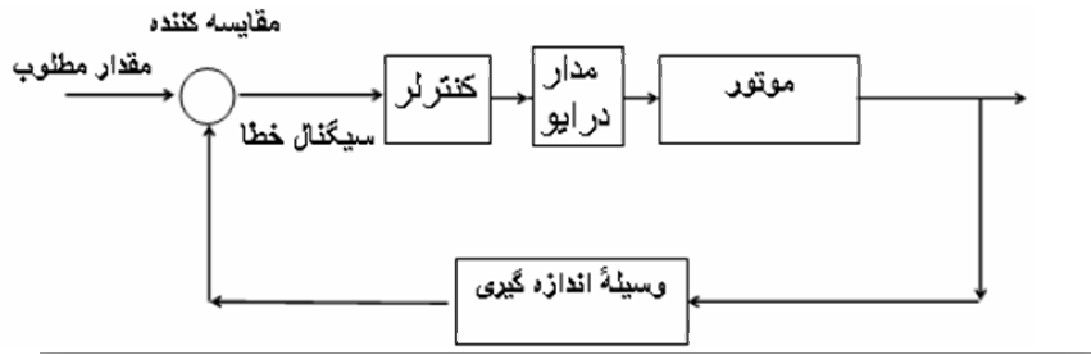 مقایسه کننده
مقدار مطلوب
سیگنال خطا
کنترلر
مدار
درایو
موتور
وسیلهٔ اندازه گیری